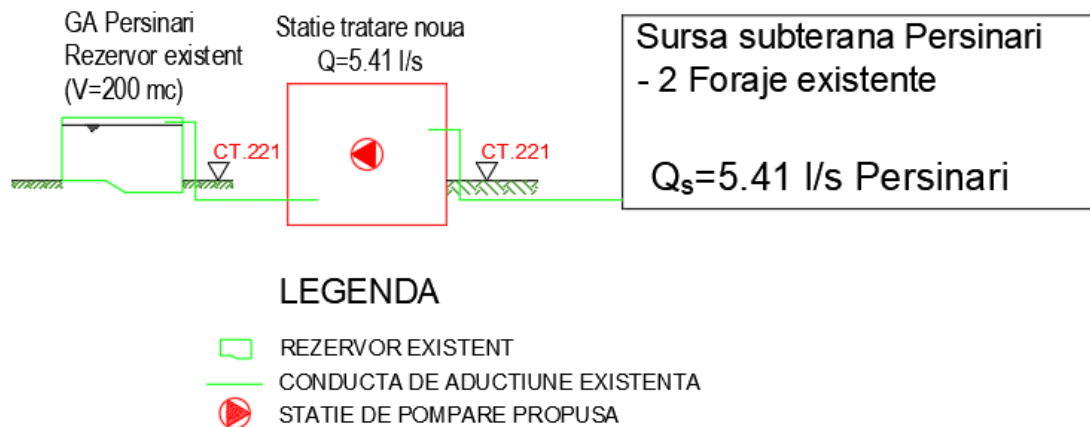 GA Persinari
Rezervor existent
(V=200 mc)
Statie tratare noua
Q=5.41 l/s
CT.221
CT.221
Sursa subterana Persinari
- 2 Foraje existente
Qs=5.41 l/s Persinari
LEGENDA
REZERVOR EXISTENT
CONDUCTA DE ADUCTIUNE EXISTENTA
STATIE DE POMPARE PROPUSA